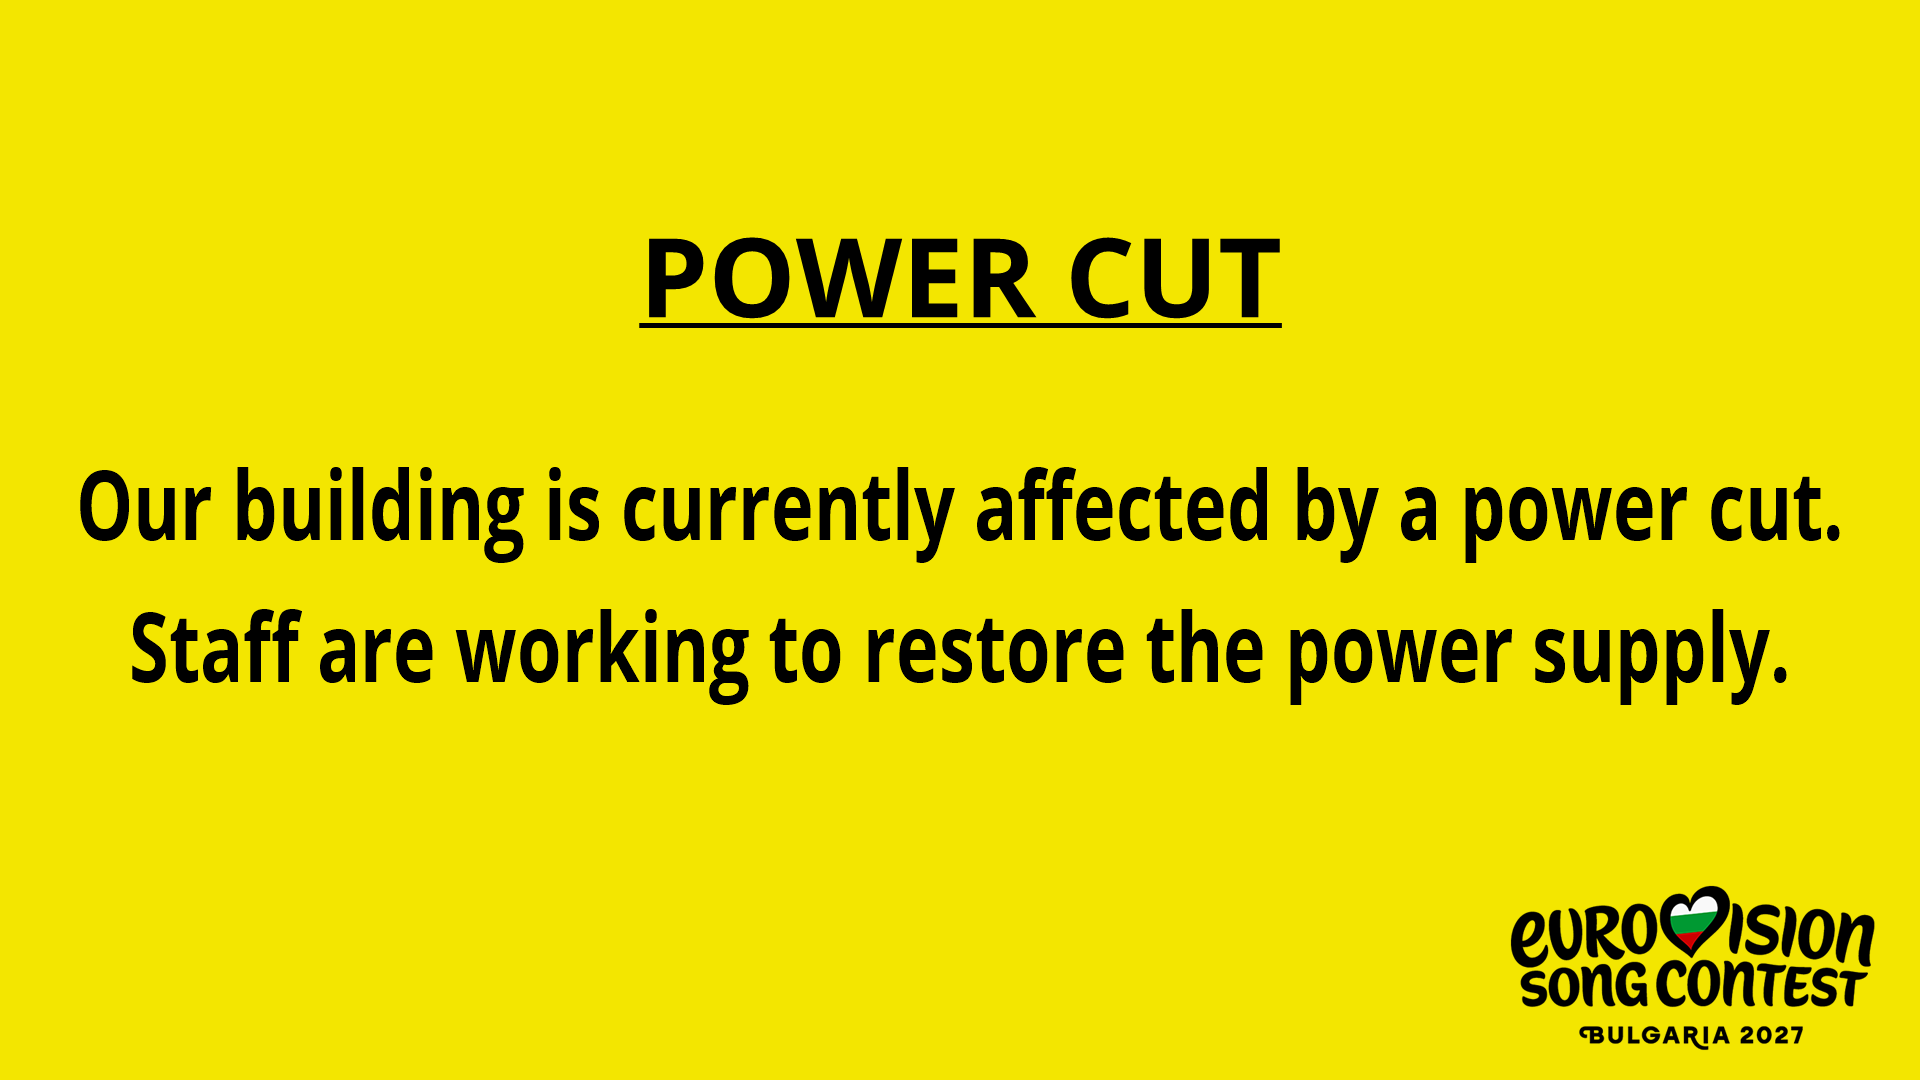 POWER CUT
Our building is currently affected by a power cut.
Staff are working to restore the power supply.
EUROVISION
SONG CONTEST
BULGARIA 2027